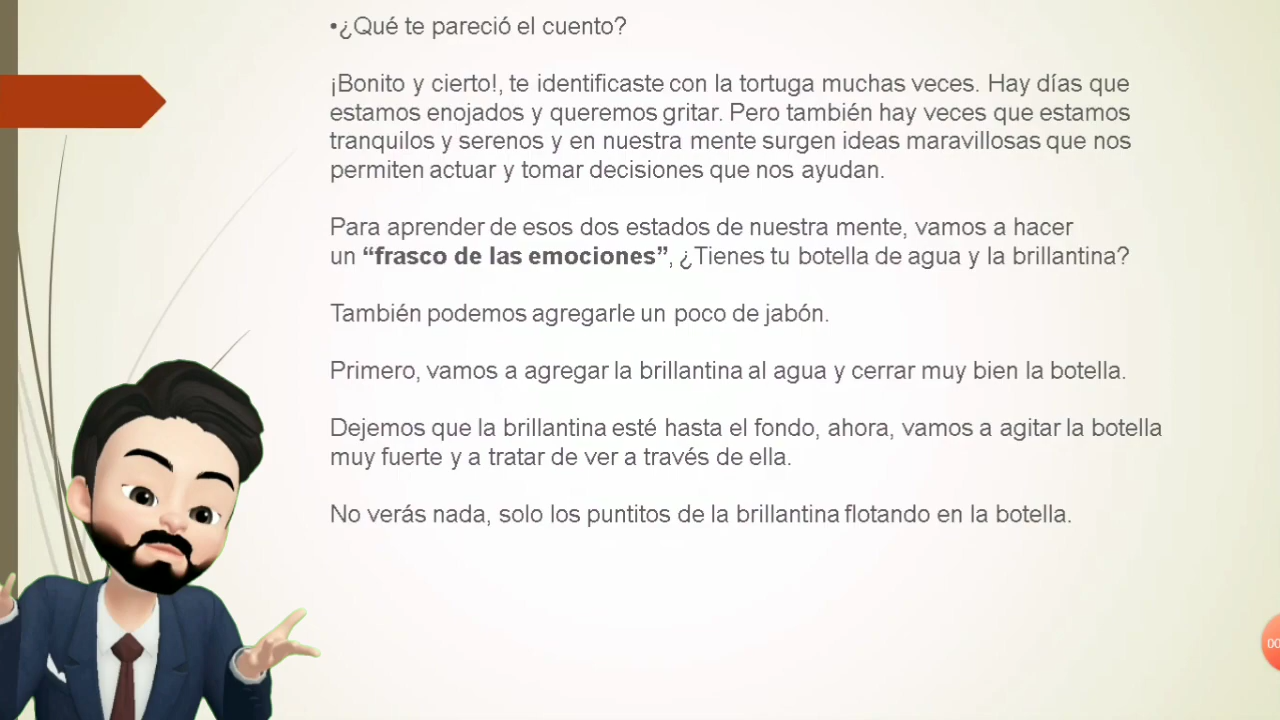 •¿Qué te pareció el cuento?
¡Bonito y cierto!, te identificaste con la tortuga muchas veces. Hay días que
estamos enojados y queremos gritar. Pero también hay veces que estamos
tranquilos y serenos y en nuestra mente surgen ideas maravillosas que nos
permiten actuar y tomar decisiones que nos ayudan.
Para aprender de esos dos estados de nuestra mente, vamos a hacer
un “frasco de las emociones”, ¿Tienes tu botella de agua y la brillantina?
También podemos agregarle un poco de jabón.
Primero, vamos a agregar la brillantina al agua y cerrar muy bien la botella.
Dejemos que la brillantina esté hasta el fondo, ahora, vamos a agitar la botella
muy fuerte y a tratar de ver a través de ella.
No verás nada, solo los puntitos de la brillantina flotando en la botella.
00